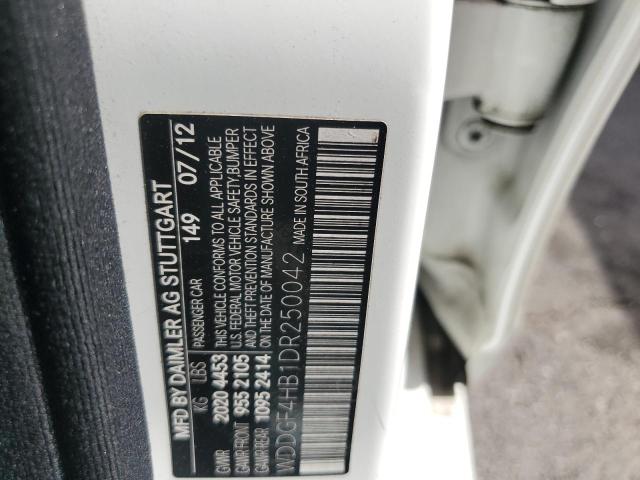 MFD BY DAIMLER AG STUTTGART
PASSENGER CAR 149 07/12
KG LBS
GVWR 2020 4453
GAWR FRONT 955 2105
GAWR REAR 1095 2414
THIS VEHICLE CONFORMS TO ALL APPLICABLE
U.S. FEDERAL MOTOR VEHICLE SAFETY, BUMPER
AND THEFT PREVENTION STANDARDS IN EFFECT
ON THE DATE OF MANUFACTURE SHOWN ABOVE
WDDGF4HB1DR250042 MADE IN SOUTH AFRICA